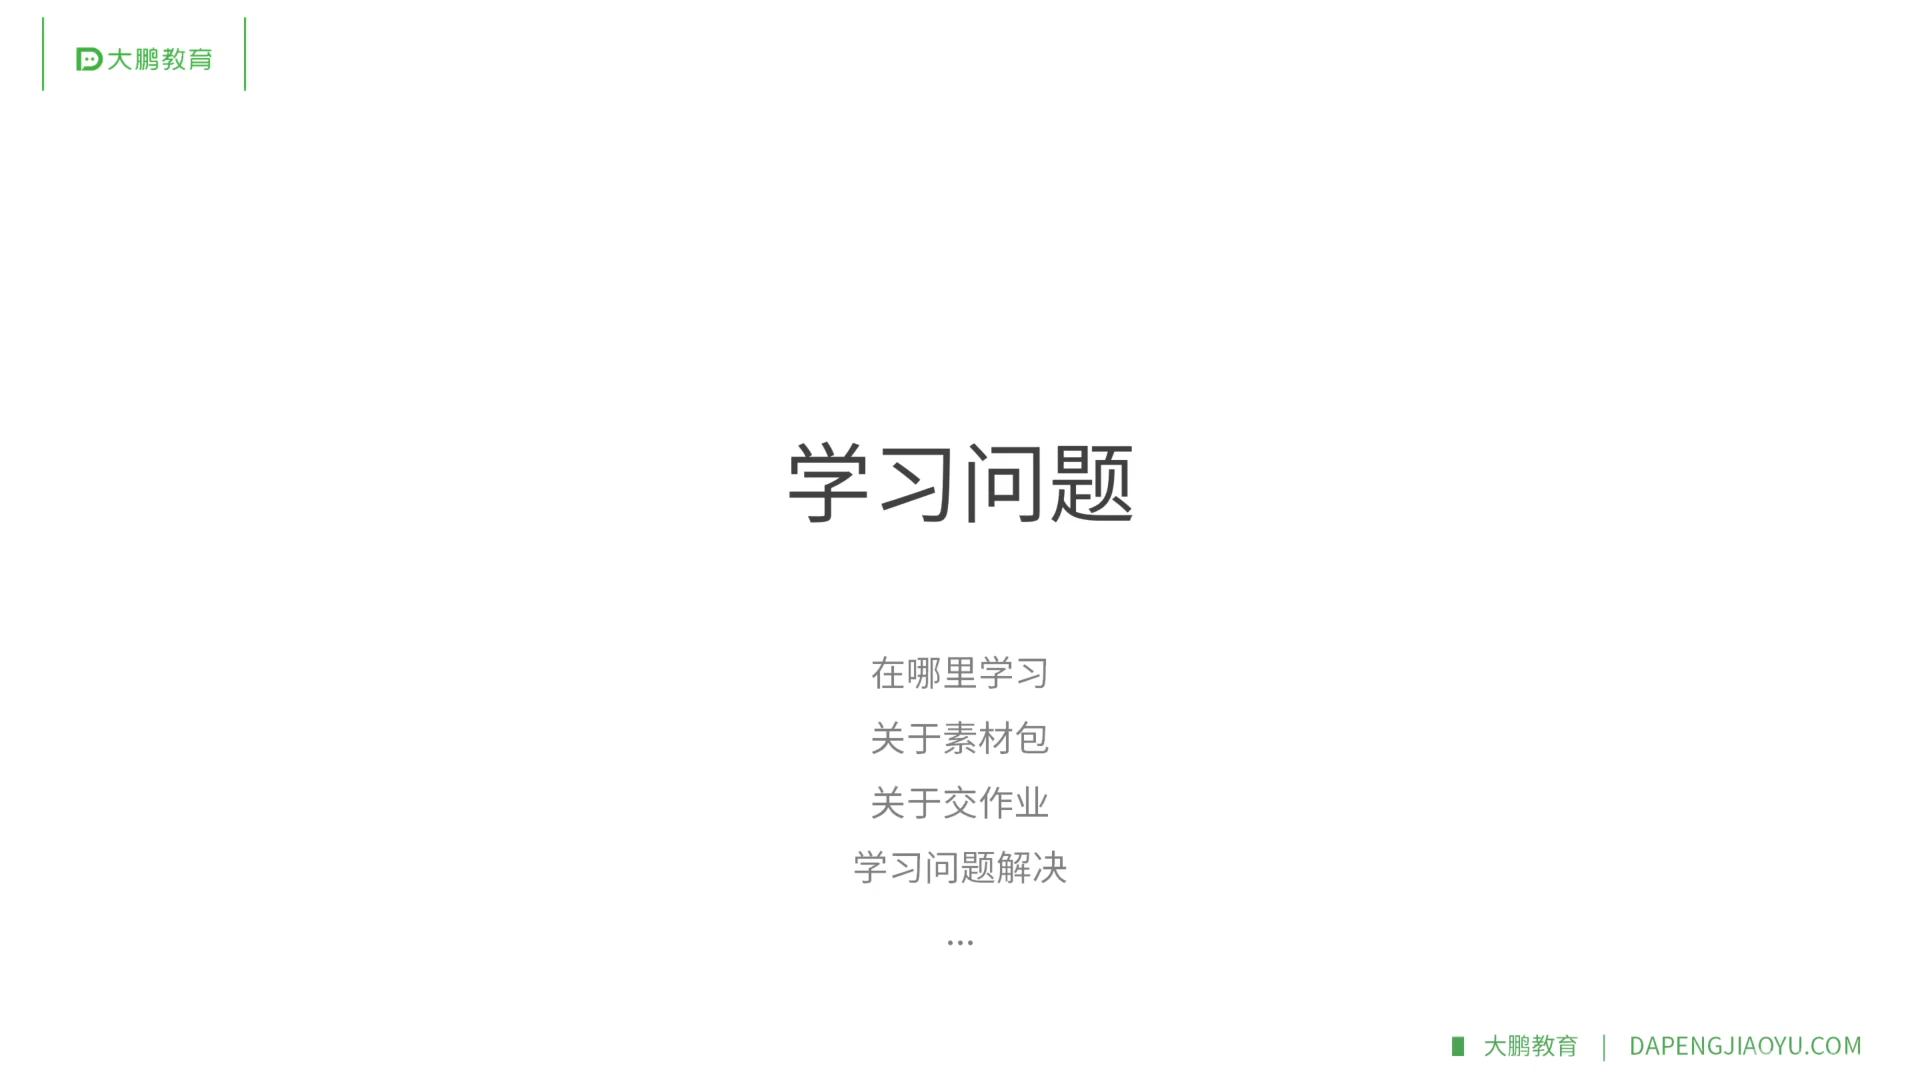 大鹏教育
学习问题
在哪里学习
关于素材包
关于交作业
学习问题解决
...
大鹏教育 | DAPENGJIAOYU.COM